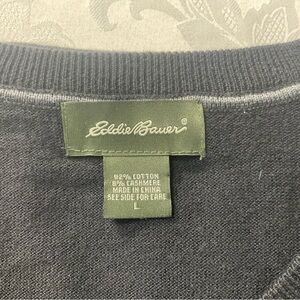 Eddie Bauer®
92% COTTON
8% CASHMERE
MADE IN CHINA
SEE SIDE FOR CARE
L